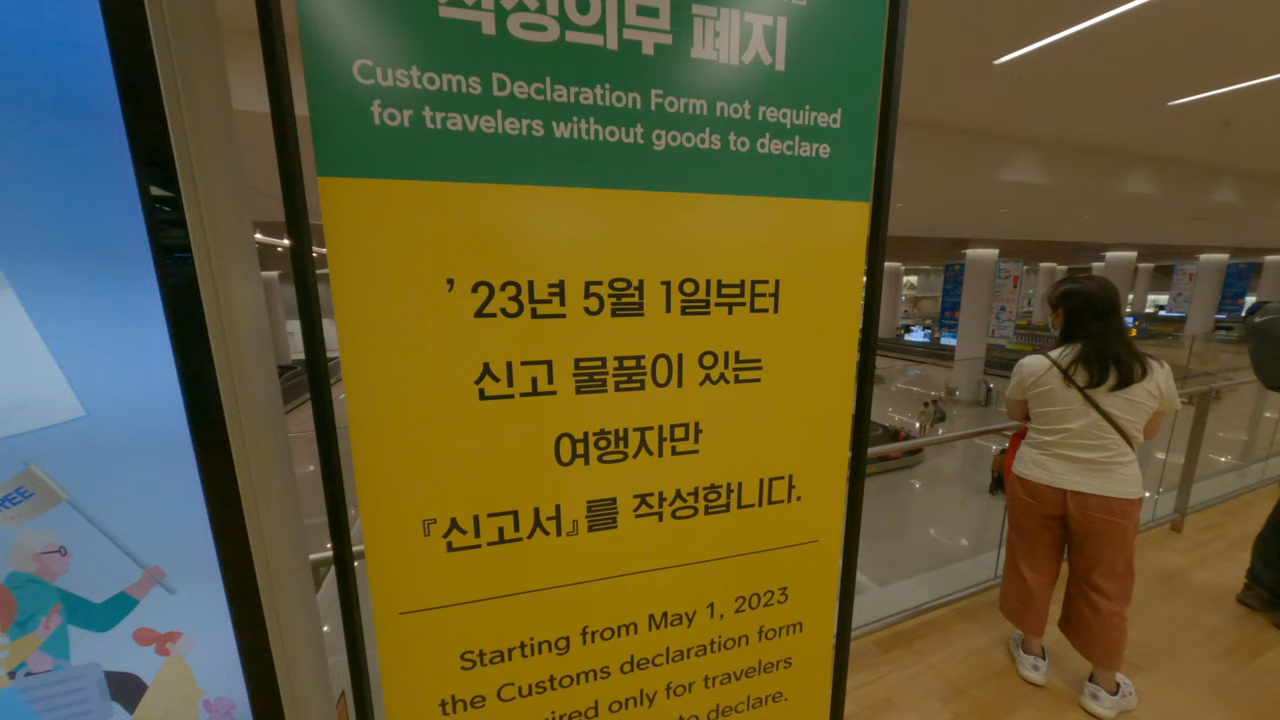 작성의무 폐지
Customs Declaration Form not required
for travelers without goods to declare
’23년 5월 1일부터
신고 물품이 있는
여행자만
『신고서』를 작성합니다.
Starting from May 1, 2023
the Customs declaration form
only for travelers
to declare.